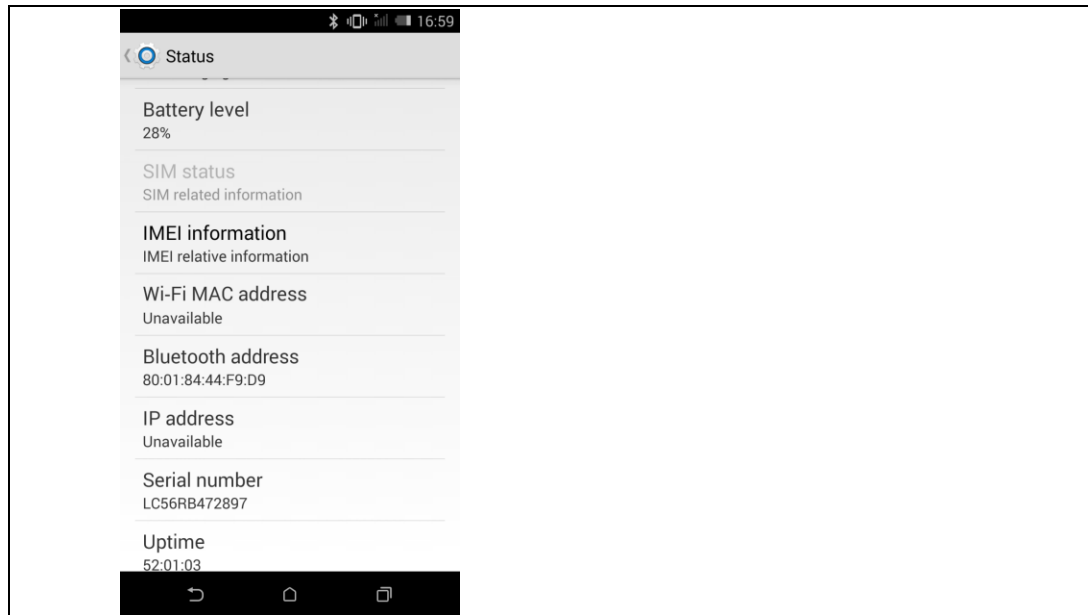 16:59
Status
Battery level
28%
SIM status
SIM related information
IMEI information
IMEI relative information
Wi-Fi MAC address
Unavailable
Bluetooth address
80:01:84:44:F9:D9
IP address
Unavailable
Serial number
LC56RB472897
Uptime
52:01:03